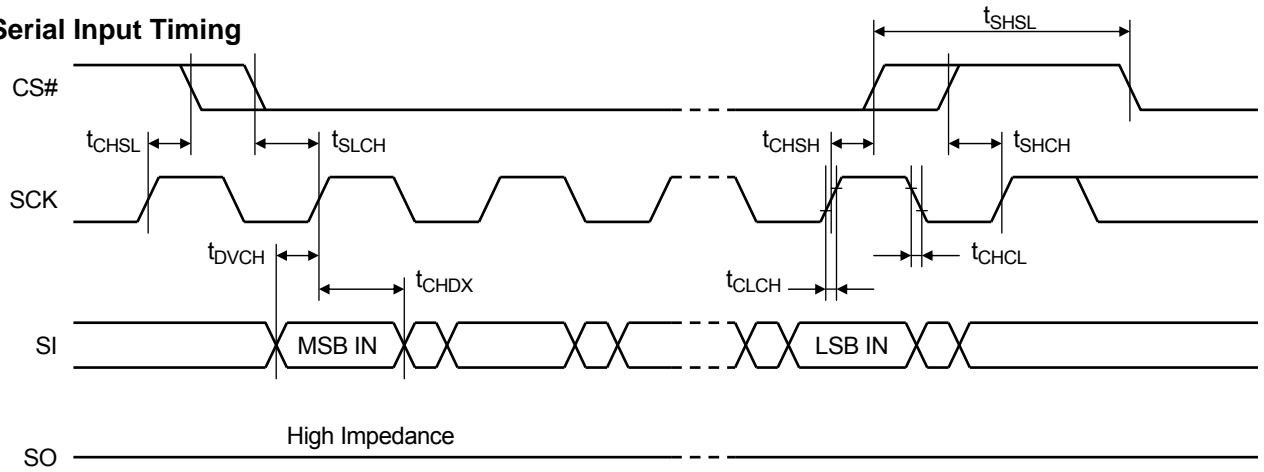 Serial Input Timing
tSHSL
CS#
tCHSL
tSLCH
tCHSH
tSHCH
SCK
tDVCH
tCHDX
tCLCH
tCHCL
SI
MSB IN
LSB IN
High Impedance
SO